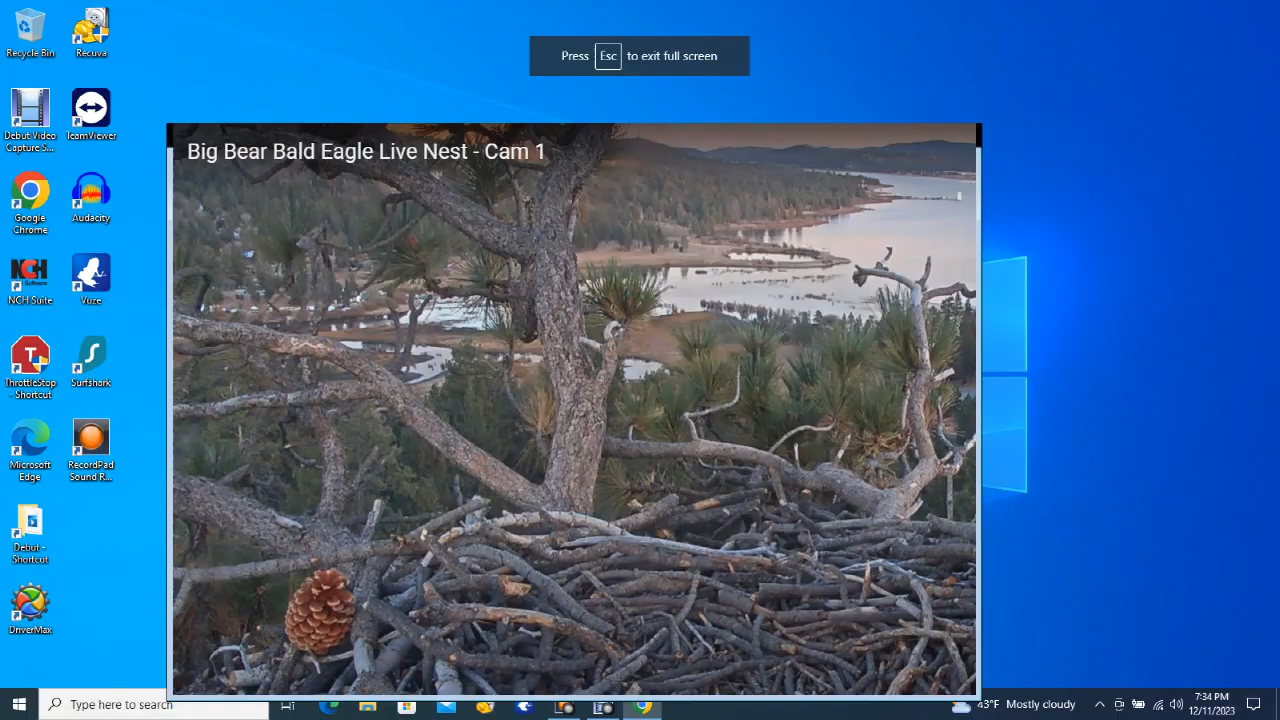 Recycle Bin
Recuva
Press Esc to exit full screen
Debut Video
Capture S...
TeamViewer
Big Bear Bald Eagle Live Nest - Cam 1
Google
Chrome
Audacity
NCH
Software
NCH Suite
Vuze
T
ThrottleStop
- Shortcut
Surfshark
Microsoft
Edge
RecordPad
Sound R...
Debut -
Shortcut
DriverMax
Type here to search
43°F Mostly cloudy
7:34 PM
12/11/2023